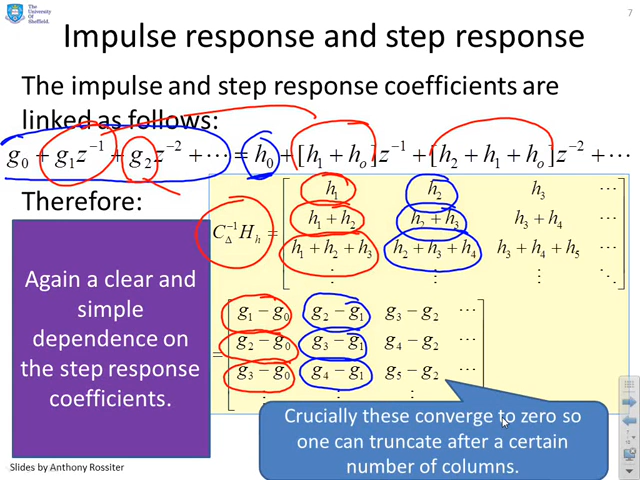 The
University
Of
Sheffield.
7
Impulse response and step response
The impulse and step response coefficients are
linked as follows:
g₀ + g₁z⁻¹ + g₂z⁻² + ⋯ = h₀ + [h₁ + hₒ]z⁻¹ + [h₂ + h₁ + hₒ]z⁻² + ⋯
Therefore:
h₁ h₂ h₃ ⋯
h₁ + h₂ h₂ + h₃ h₃ + h₄ ⋯
C_Δ⁻¹H_h =
h₁ + h₂ + h₃ h₂ + h₃ + h₄ h₃ + h₄ + h₅ ⋯
⋮ ⋮ ⋮ ⋱
g₁ − g₀ g₂ − g₁ g₃ − g₂ ⋯
g₂ − g₀ g₃ − g₁ g₄ − g₂ ⋯
=
g₃ − g₀ g₄ − g₁ g₅ − g₂
Again a clear and
simple
dependence on
the step response
coefficients.
Crucially these converge to zero so
one can truncate after a certain
number of columns.
Slides by Anthony Rossiter